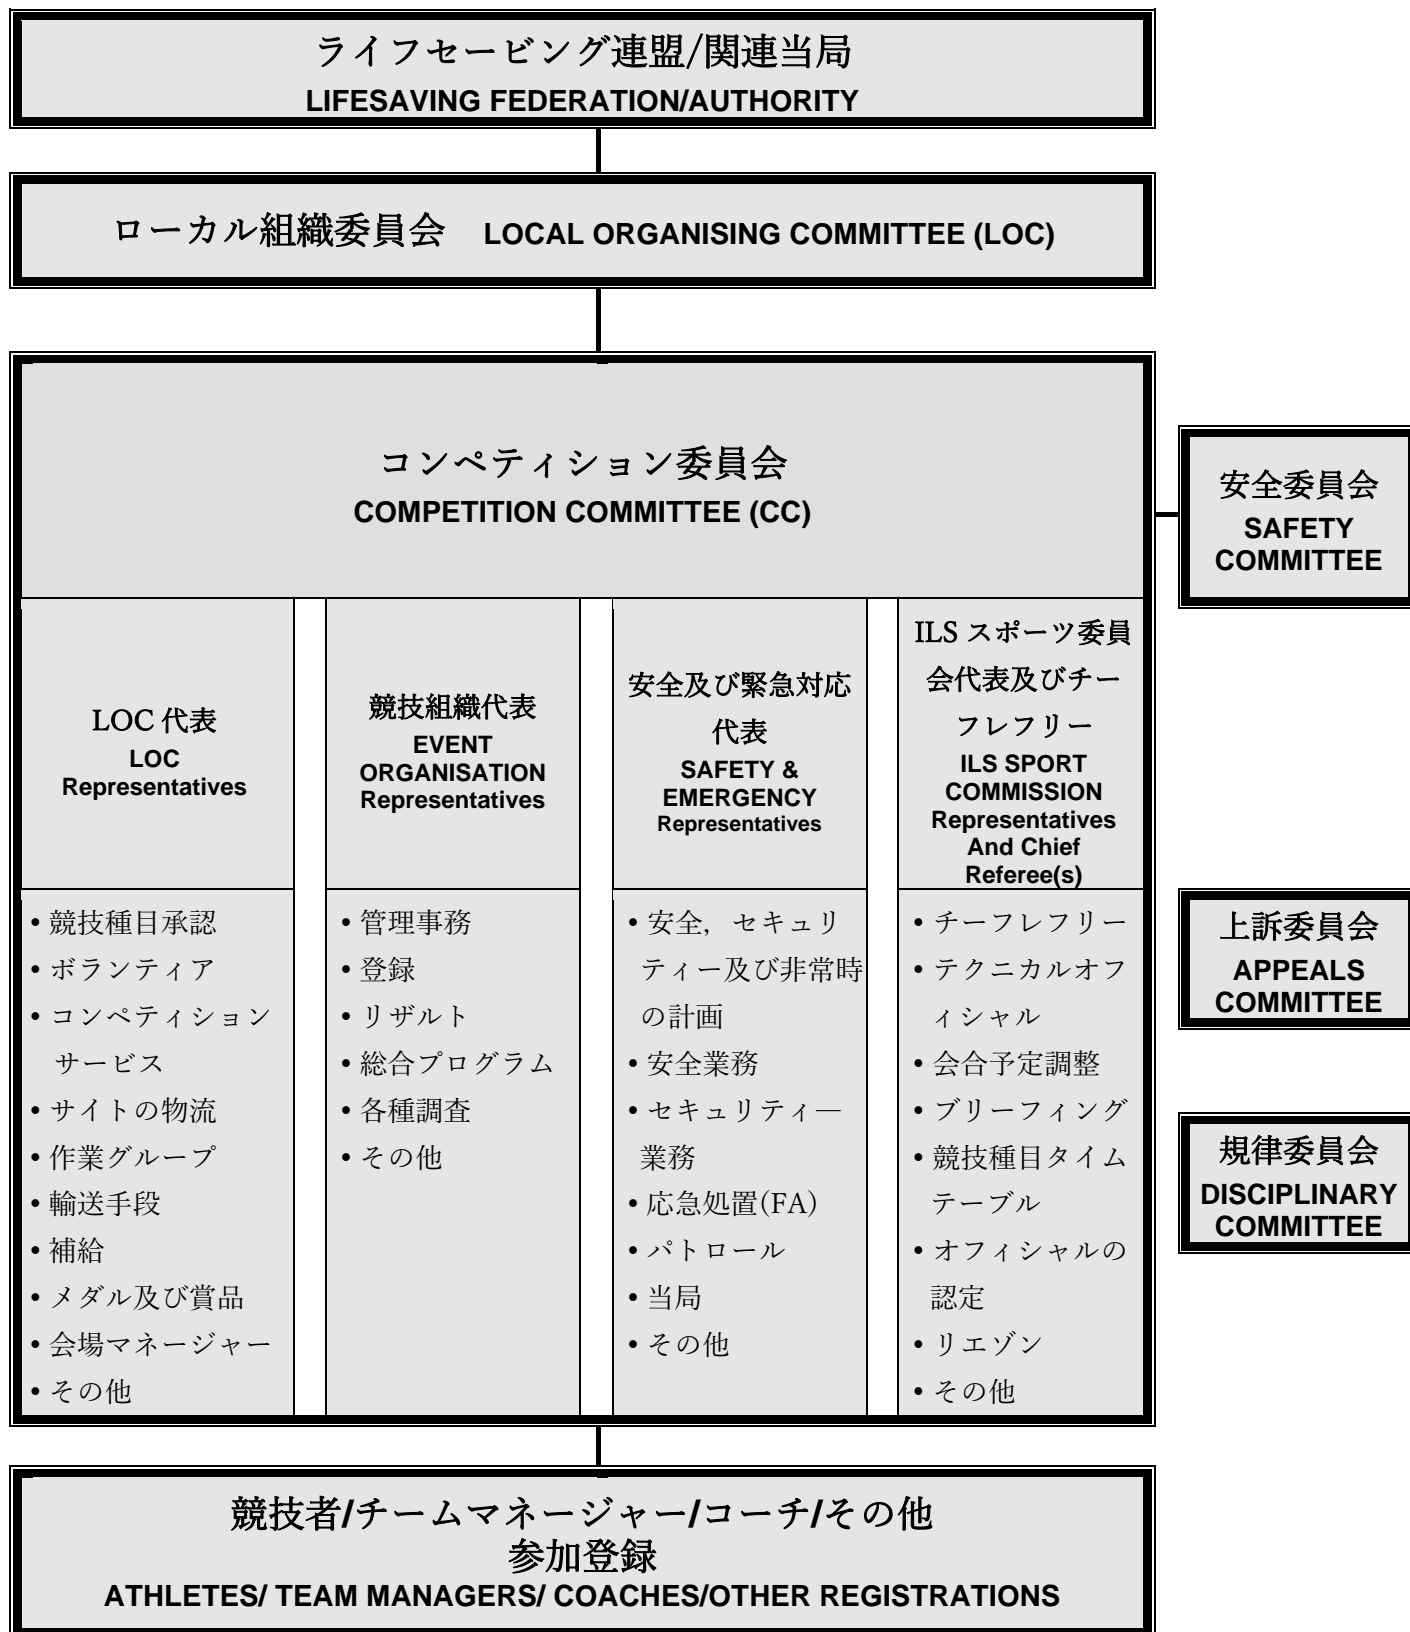 ライフセービング連盟/関連当局
LIFESAVING FEDERATION/AUTHORITY
ローカル組織委員会 LOCAL ORGANISING COMMITTEE (LOC)
コンペティション委員会
COMPETITION COMMITTEE (CC)
安全委員会
SAFETY
COMMITTEE
LOC 代表
LOC
Representatives
競技組織代表
EVENT
ORGANISATION
Representatives
安全及び緊急対応
代表
SAFETY &
EMERGENCY
Representatives
ILS スポーツ委員
会代表及びチー
フレフリー
ILS SPORT
COMMISSION
Representatives
And Chief
Referee(s)
• 競技種目承認
• ボランティア
• コンペティション
サービス
• サイトの物流
• 作業グループ
• 輸送手段
• 補給
• メダル及び賞品
• 会場マネージャー
• その他
• 管理事務
• 登録
• リザルト
• 総合プログラム
• 各種調査
• その他
• 安全，セキュリ
ティー及び非常時
の計画
• 安全業務
• セキュリティ―
業務
• 応急処置(FA)
• パトロール
• 当局
• その他
• チーフレフリー
• テクニカルオフ
ィシャル
• 会合予定調整
• ブリーフィング
• 競技種目タイム
テーブル
• オフィシャルの
認定
• リエゾン
• その他
上訴委員会
APPEALS
COMMITTEE
規律委員会
DISCIPLINARY
COMMITTEE
競技者/チームマネージャー/コーチ/その他
参加登録
ATHLETES/ TEAM MANAGERS/ COACHES/OTHER REGISTRATIONS